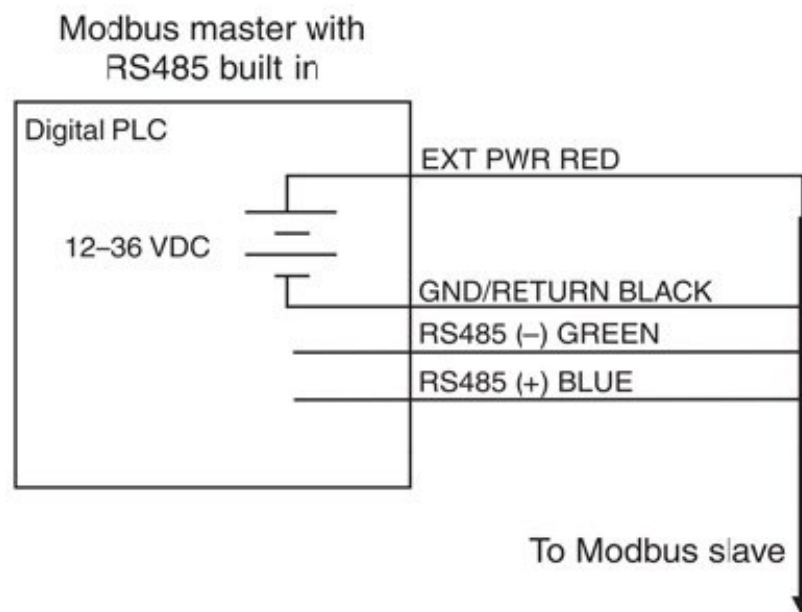 Modbus master with
RS485 built in
Digital PLC
EXT PWR RED
12–36 VDC
GND/RETURN BLACK
RS485 (–) GREEN
RS485 (+) BLUE
To Modbus slave